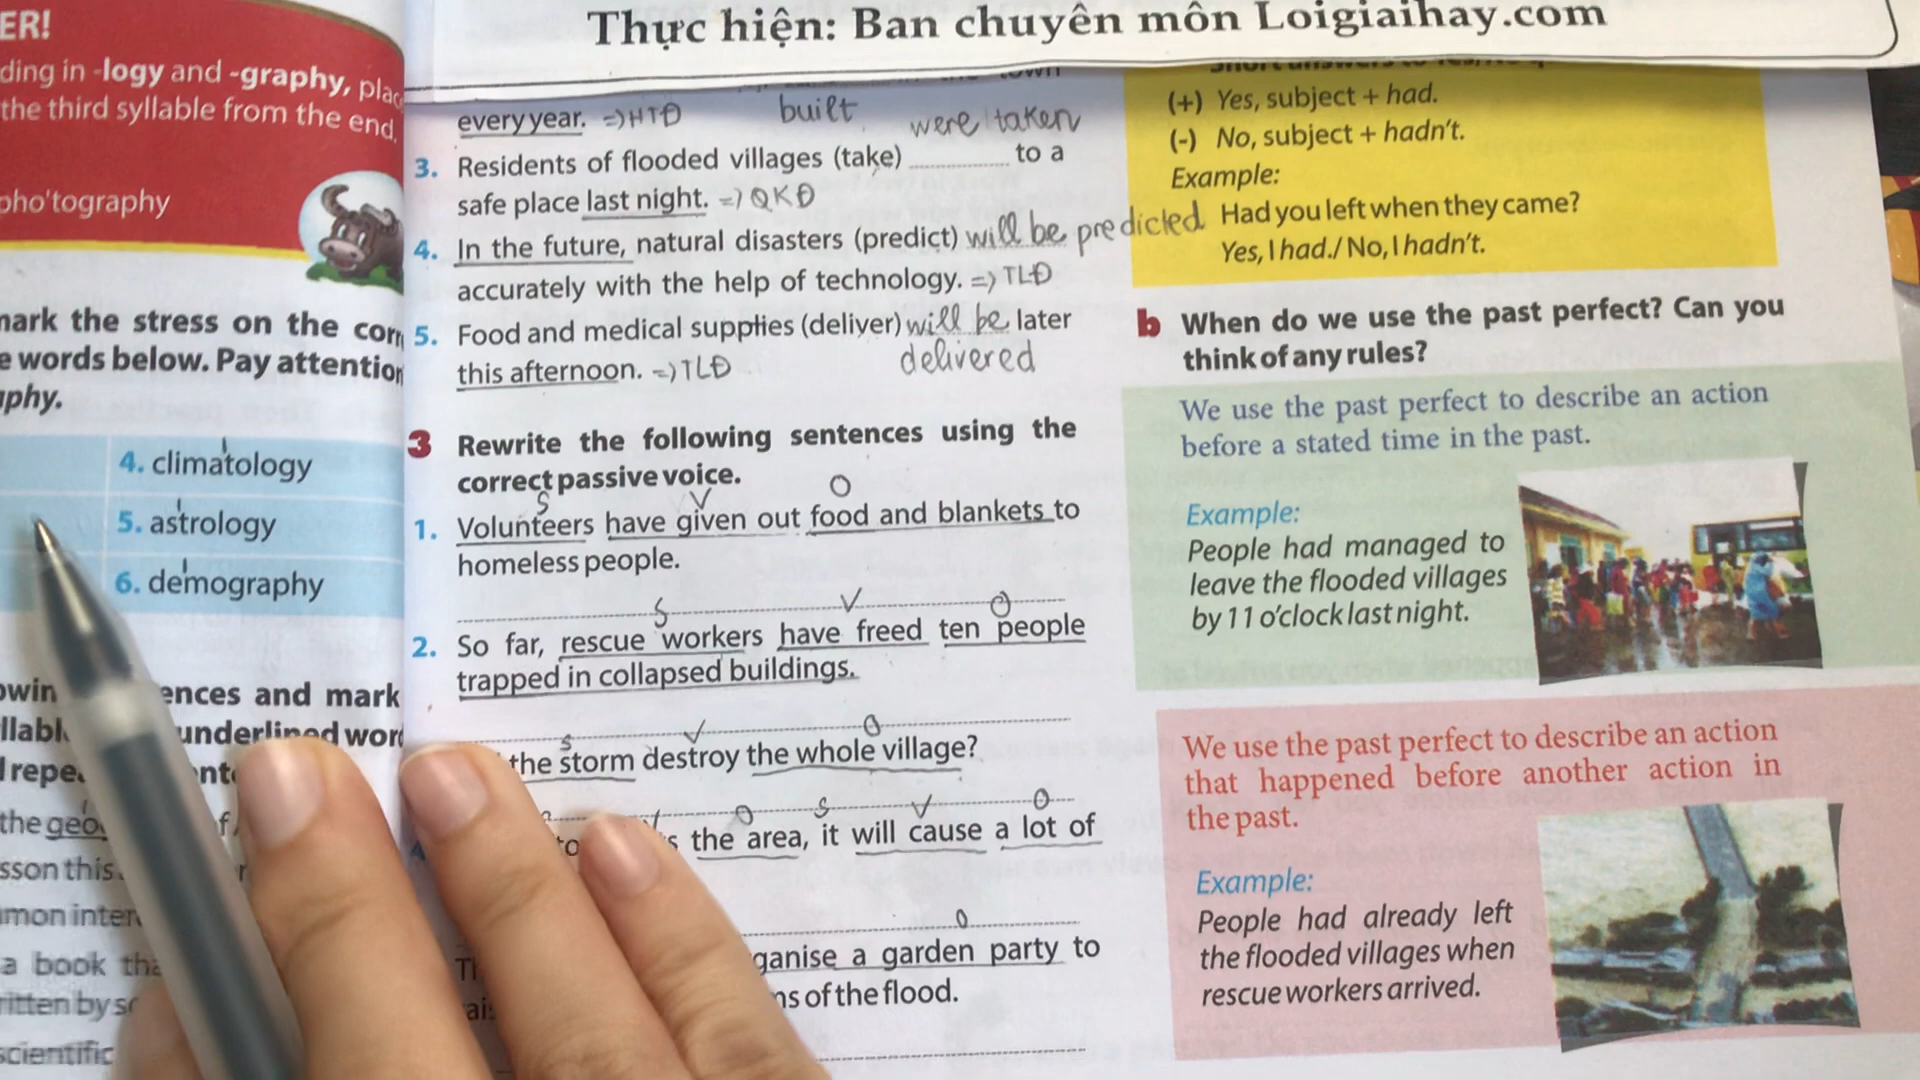 Thực hiện: Ban chuyên môn Loigiaihay.com
ER!
ding in -logy and -graphy,
the third syllable from the end.
pho'tography
mark the stress on the
e words below. Pay attention
aphy.
4. climatology
5. astrology
6. demography
ences and mark
underlined
the
sson this
a book
scientific
every year. =) HTĐ
built
were taken
3. Residents of flooded villages (take) to a
safe place last night. =) QKĐ
4. In the future, natural disasters (predict) will be predicted
accurately with the help of technology. =) TLĐ
5. Food and medical supplies (deliver) will be later
this afternoon. =) TLĐ delivered
3 Rewrite the following sentences using the
correct passive voice.
S V O
1. Volunteers have given out food and blankets to
homeless people.
S V O
2. So far, rescue workers have freed ten people
trapped in collapsed buildings.
S V O
the storm destroy the whole village?
O S V O
the area, it will cause a lot of
O
ganise a garden party to
of the flood.
(+) Yes, subject + had.
(-) No, subject + hadn't.
Example:
Had you left when they came?
Yes, I had./ No, I hadn't.
b When do we use the past perfect? Can you
think of any rules?
We use the past perfect to describe an action
before a stated time in the past.
Example:
People had managed to
leave the flooded villages
by 11 o'clock last night.
We use the past perfect to describe an action
that happened before another action in
the past.
Example:
People had already left
the flooded villages when
rescue workers arrived.